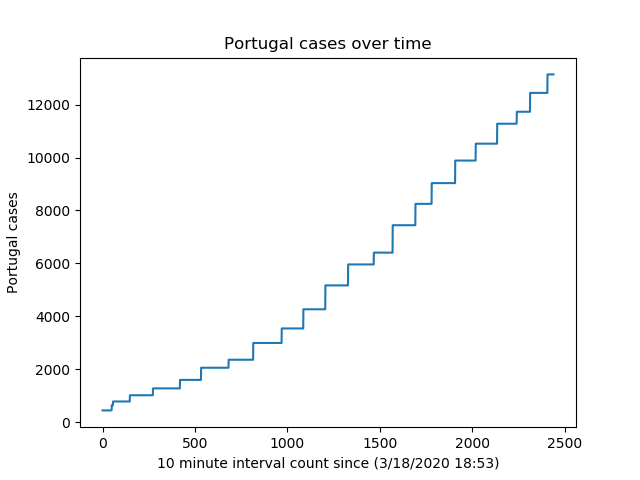 Portugal cases over time
12000
10000
8000
6000
4000
2000
0
Portugal cases
0 500 1000 1500 2000 2500
10 minute interval count since (3/18/2020 18:53)